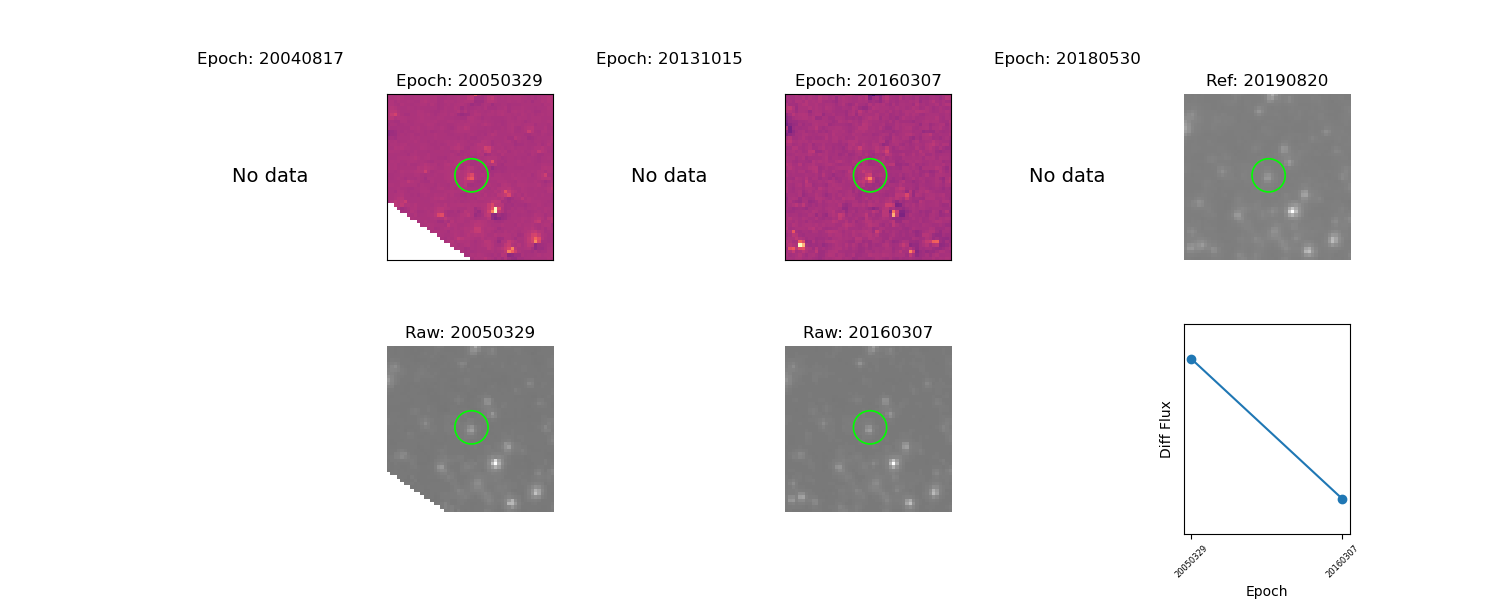 Epoch: 20040817
Epoch: 20050329
Epoch: 20131015
Epoch: 20160307
Epoch: 20180530
Ref: 20190820
No data
No data
No data
Raw: 20050329
Raw: 20160307
Diff Flux
20050329
20160307
Epoch